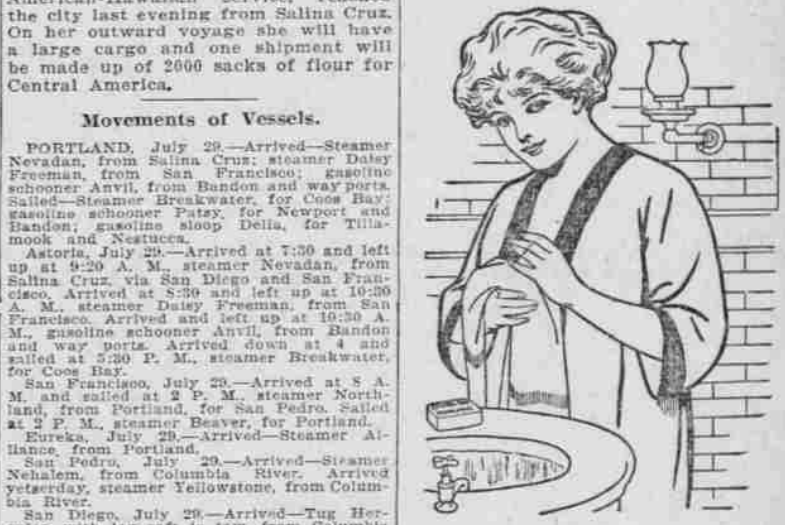 the city last evening from Salina Cruz.
On her outward voyage she will have
a large cargo and one shipment will
be made up of 2000 sacks of flour for
Central America.
Movements of Vessels.
PORTLAND, July 29.—Arrived—Steamer
Nevadan, from Salina Cruz; steamer Daisy
Freeman, from San Francisco; gasoline
schooner Anvil, from Bandon and way ports.
Sailed—Steamer Breakwater, for Coos Bay;
gasoline schooner Patsy, for Newport and
Bandon; gasoline sloop Delia, for Tilla-
mook and Nestucca.
Astoria, July 29.—Arrived at 7:30 and left
up at 9:20 A. M., steamer Nevadan, from
Salina Cruz, via San Diego and San Fran-
cisco. Arrived at 8:30 and left up at 10:30
A. M., steamer Daisy Freeman, from San
Francisco. Arrived and left up at 10:30 A.
M., gasoline schooner Anvil, from Bandon
and way ports. Arrived down at 4 and
sailed at 5:30 P. M., steamer Breakwater,
for Coos Bay.
San Francisco, July 29.—Arrived at 8 A.
M. and sailed at 2 P. M., steamer North-
land, from Portland, for San Pedro. Sailed
at 2 P. M., steamer Beaver, for Portland.
Eureka, July 29.—Arrived—Steamer Al-
liance, from Portland.
San Pedro, July 29.—Arrived—Steamer
Nehalem, from Columbia River. Arrived
yetserday, steamer Yellowstone, from Colum-
bia River.
San Diego, July 29.—Arrived—Tug Her-